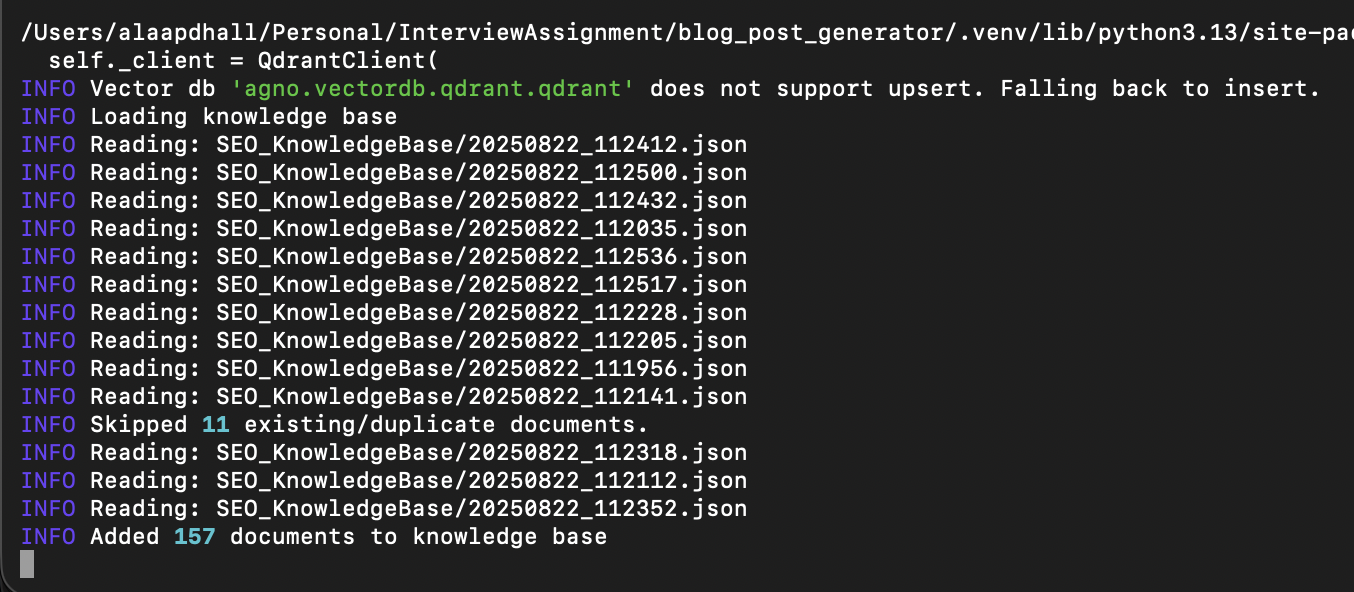 /Users/alaapdhall/Personal/InterviewAssignment/blog_post_generator/.venv/lib/python3.13/site-pac
  self._client = QdrantClient(
INFO Vector db 'agno.vectordb.qdrant.qdrant' does not support upsert. Falling back to insert.
INFO Loading knowledge base
INFO Reading: SEO_KnowledgeBase/20250822_112412.json
INFO Reading: SEO_KnowledgeBase/20250822_112500.json
INFO Reading: SEO_KnowledgeBase/20250822_112432.json
INFO Reading: SEO_KnowledgeBase/20250822_112035.json
INFO Reading: SEO_KnowledgeBase/20250822_112536.json
INFO Reading: SEO_KnowledgeBase/20250822_112517.json
INFO Reading: SEO_KnowledgeBase/20250822_112228.json
INFO Reading: SEO_KnowledgeBase/20250822_112205.json
INFO Reading: SEO_KnowledgeBase/20250822_111956.json
INFO Reading: SEO_KnowledgeBase/20250822_112141.json
INFO Skipped 11 existing/duplicate documents.
INFO Reading: SEO_KnowledgeBase/20250822_112318.json
INFO Reading: SEO_KnowledgeBase/20250822_112112.json
INFO Reading: SEO_KnowledgeBase/20250822_112352.json
INFO Added 157 documents to knowledge base